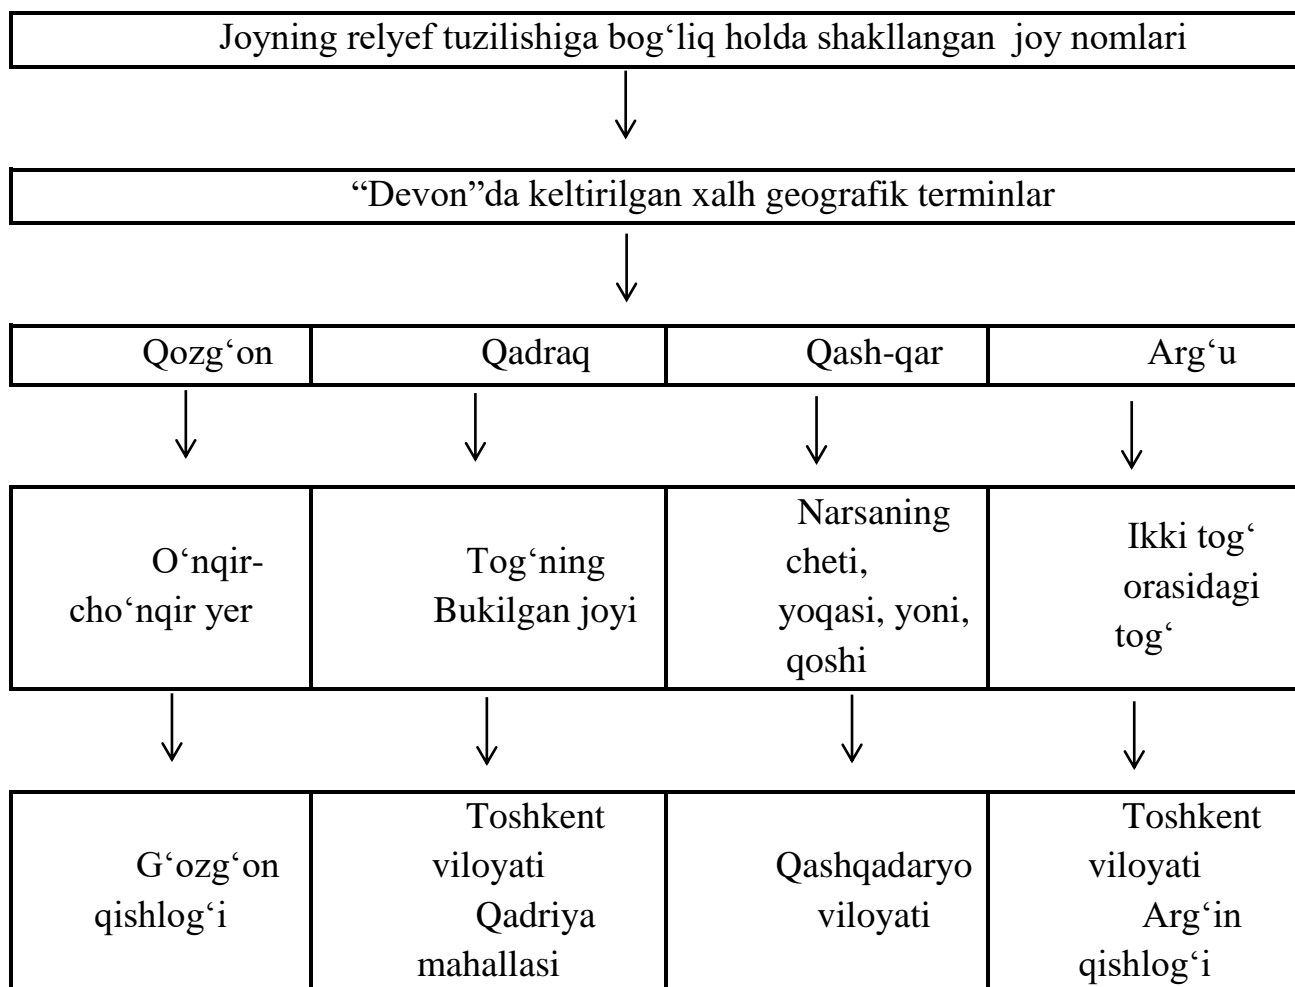 Joyning relyef tuzilishiga bog‘liq holda shakllangan joy nomlari
“Devon”da keltirilgan xalh geografik terminlar
Qozg‘on
Qadraq
Qash-qar
Arg‘u
O‘nqir-
cho‘nqir yer
Tog‘ning
Bukilgan joyi
Narsaning
cheti,
yoqasi, yoni,
qoshi
Ikki tog‘
orasidagi
tog‘
G‘ozg‘on
qishlog‘i
Toshkent
viloyati
Qadriya
mahallasi
Qashqadaryo
viloyati
Toshkent
viloyati
Arg‘in
qishlog‘i